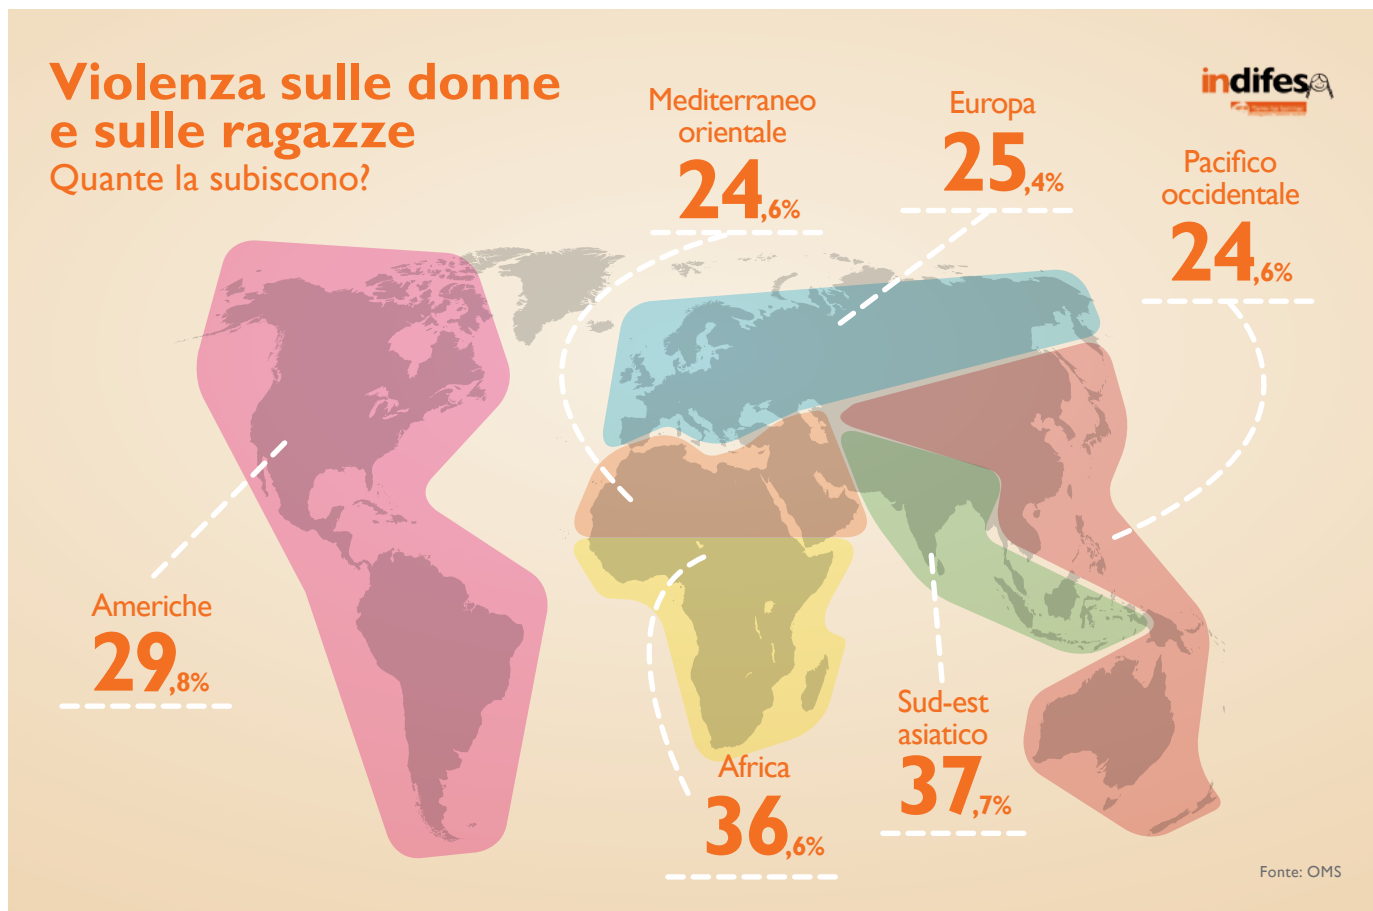 Violenza sulle donne
e sulle ragazze
Quante la subiscono?
indifesa
Mediterraneo
orientale
24,6%
Europa
25,4%
Pacifico
occidentale
24,6%
Americhe
29,8%
Sud-est
asiatico
37,7%
Africa
36,6%
Fonte: OMS